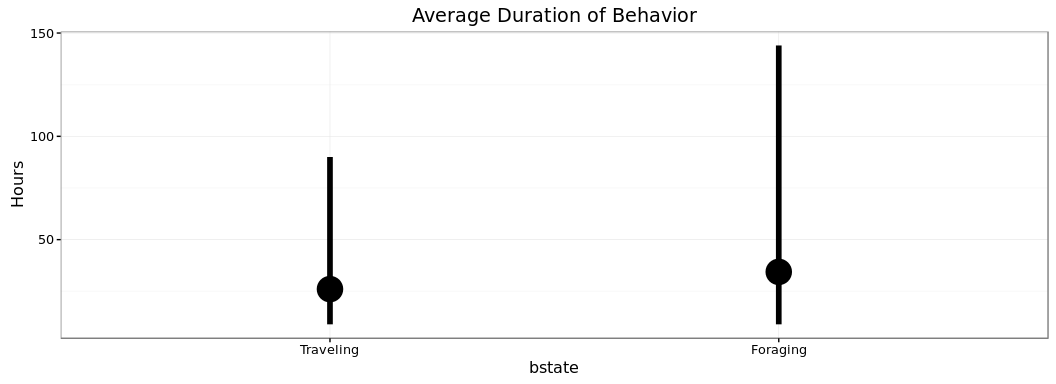 Average Duration of Behavior
150
100
50
Hours
Traveling
Foraging
bstate